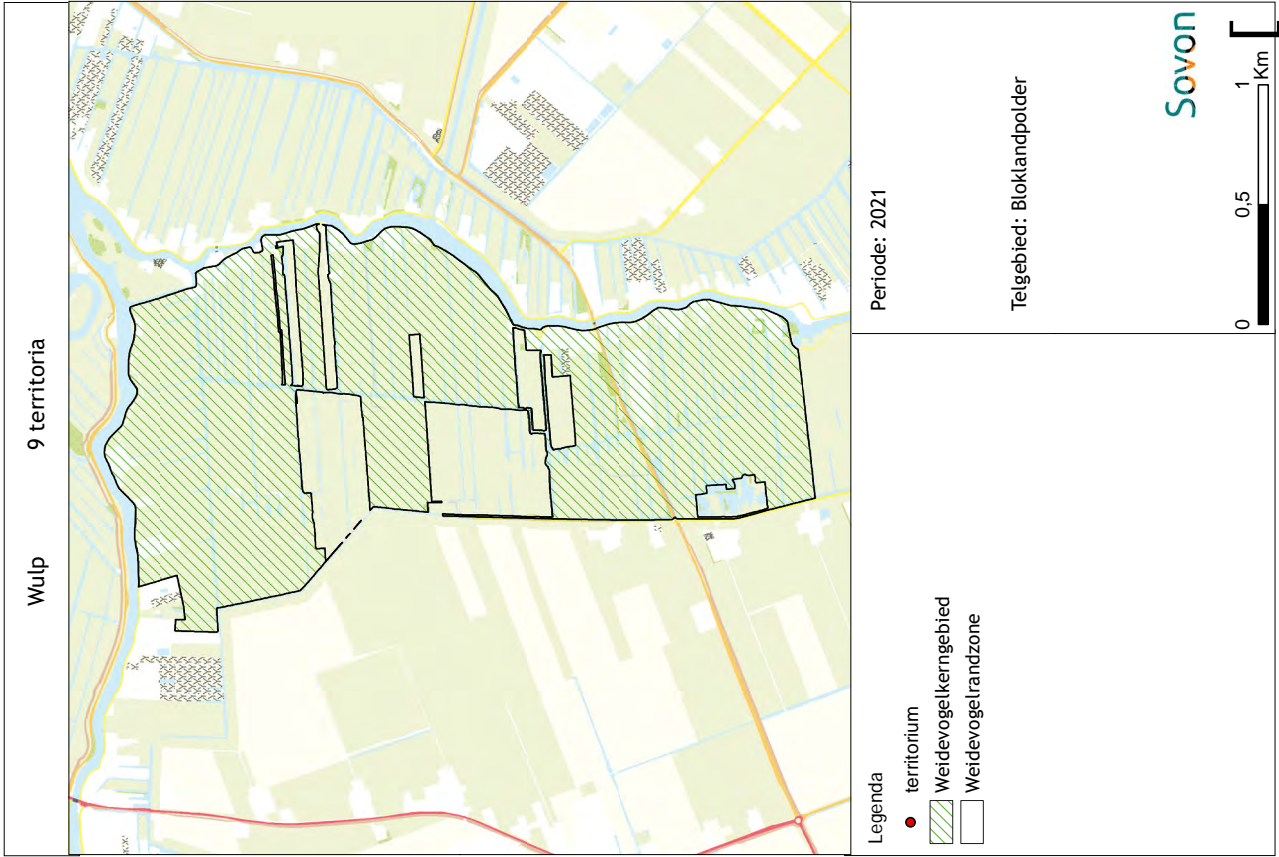 Wulp 9 territoria
Legenda
territorium
Weidevogelkerngebied
Weidevogelrandzone
Periode: 2021
Telgebied: Bloklandpolder
Sovon
0 0,5 1
Km